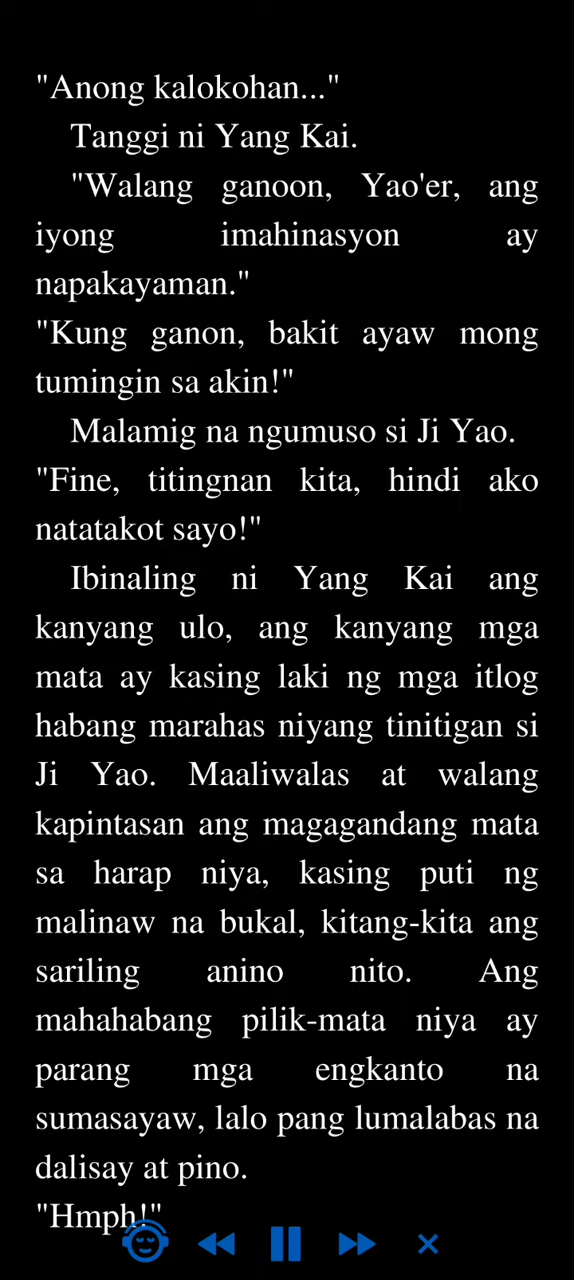 "Anong kalokohan..."
Tanggi ni Yang Kai.
"Walang ganoon, Yao'er, ang
iyong imahinasyon ay
napakayaman."
"Kung ganon, bakit ayaw mong
tumingin sa akin!"
Malamig na ngumuso si Ji Yao.
"Fine, titingnan kita, hindi ako
natatakot sayo!"
Ibinaling ni Yang Kai ang
kanyang ulo, ang kanyang mga
mata ay kasing laki ng mga itlog
habang marahas niyang tinitigan si
Ji Yao. Maaliwalas at walang
kapintasan ang magagandang mata
sa harap niya, kasing puti ng
malinaw na bukal, kitang-kita ang
sariling anino nito. Ang
mahahabang pilik-mata niya ay
parang mga engkanto na
sumasayaw, lalo pang lumalabas na
dalisay at pino.
"Hmph!"